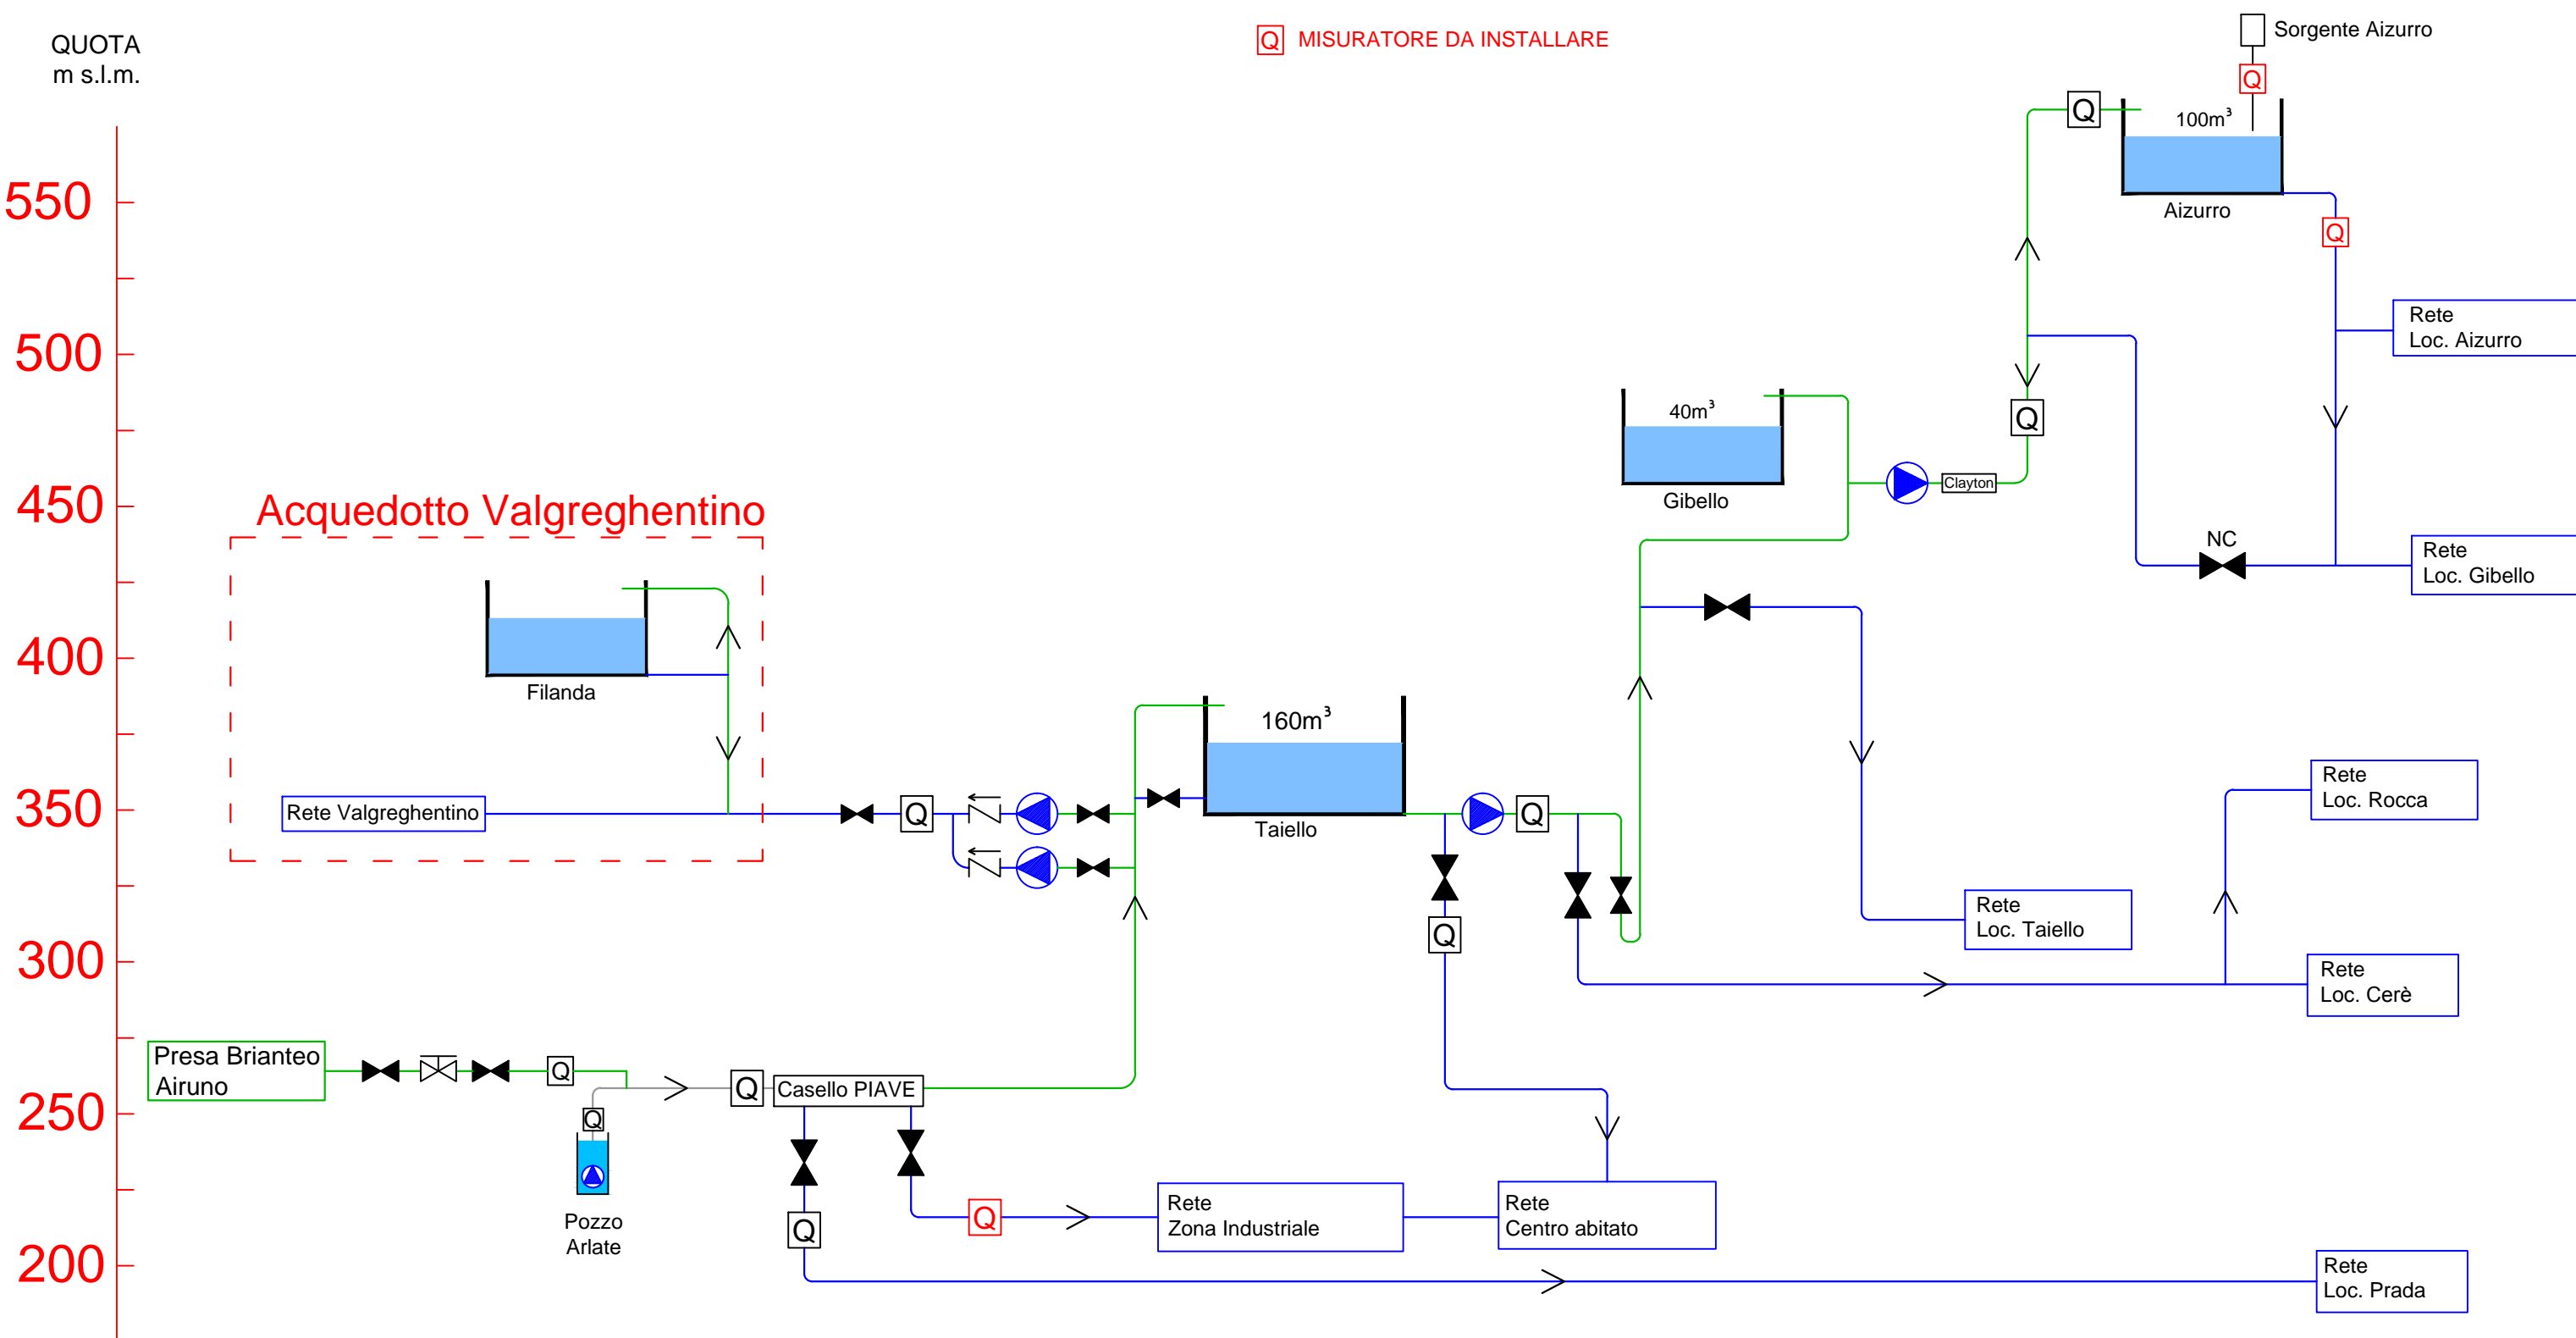 QUOTA
m s.l.m.
Q MISURATORE DA INSTALLARE
Sorgente Aizurro
Q
Q
100m³
Aizurro
550
Q
Rete
Loc. Aizurro
500
40m³
Q
Gibello
Clayton
450
Acquedotto Valgreghentino
NC
Rete
Loc. Gibello
400
Filanda
160m³
350
Rete Valgreghentino
Q
Taiello
Q
Rete
Loc. Rocca
Q
Rete
Loc. Taiello
300
Rete
Loc. Cerè
Presa Brianteo
Airuno
Q
Q
Casello PIAVE
250
Q
Pozzo
Arlate
Q
Q
Rete
Zona Industriale
Rete
Centro abitato
200
Rete
Loc. Prada